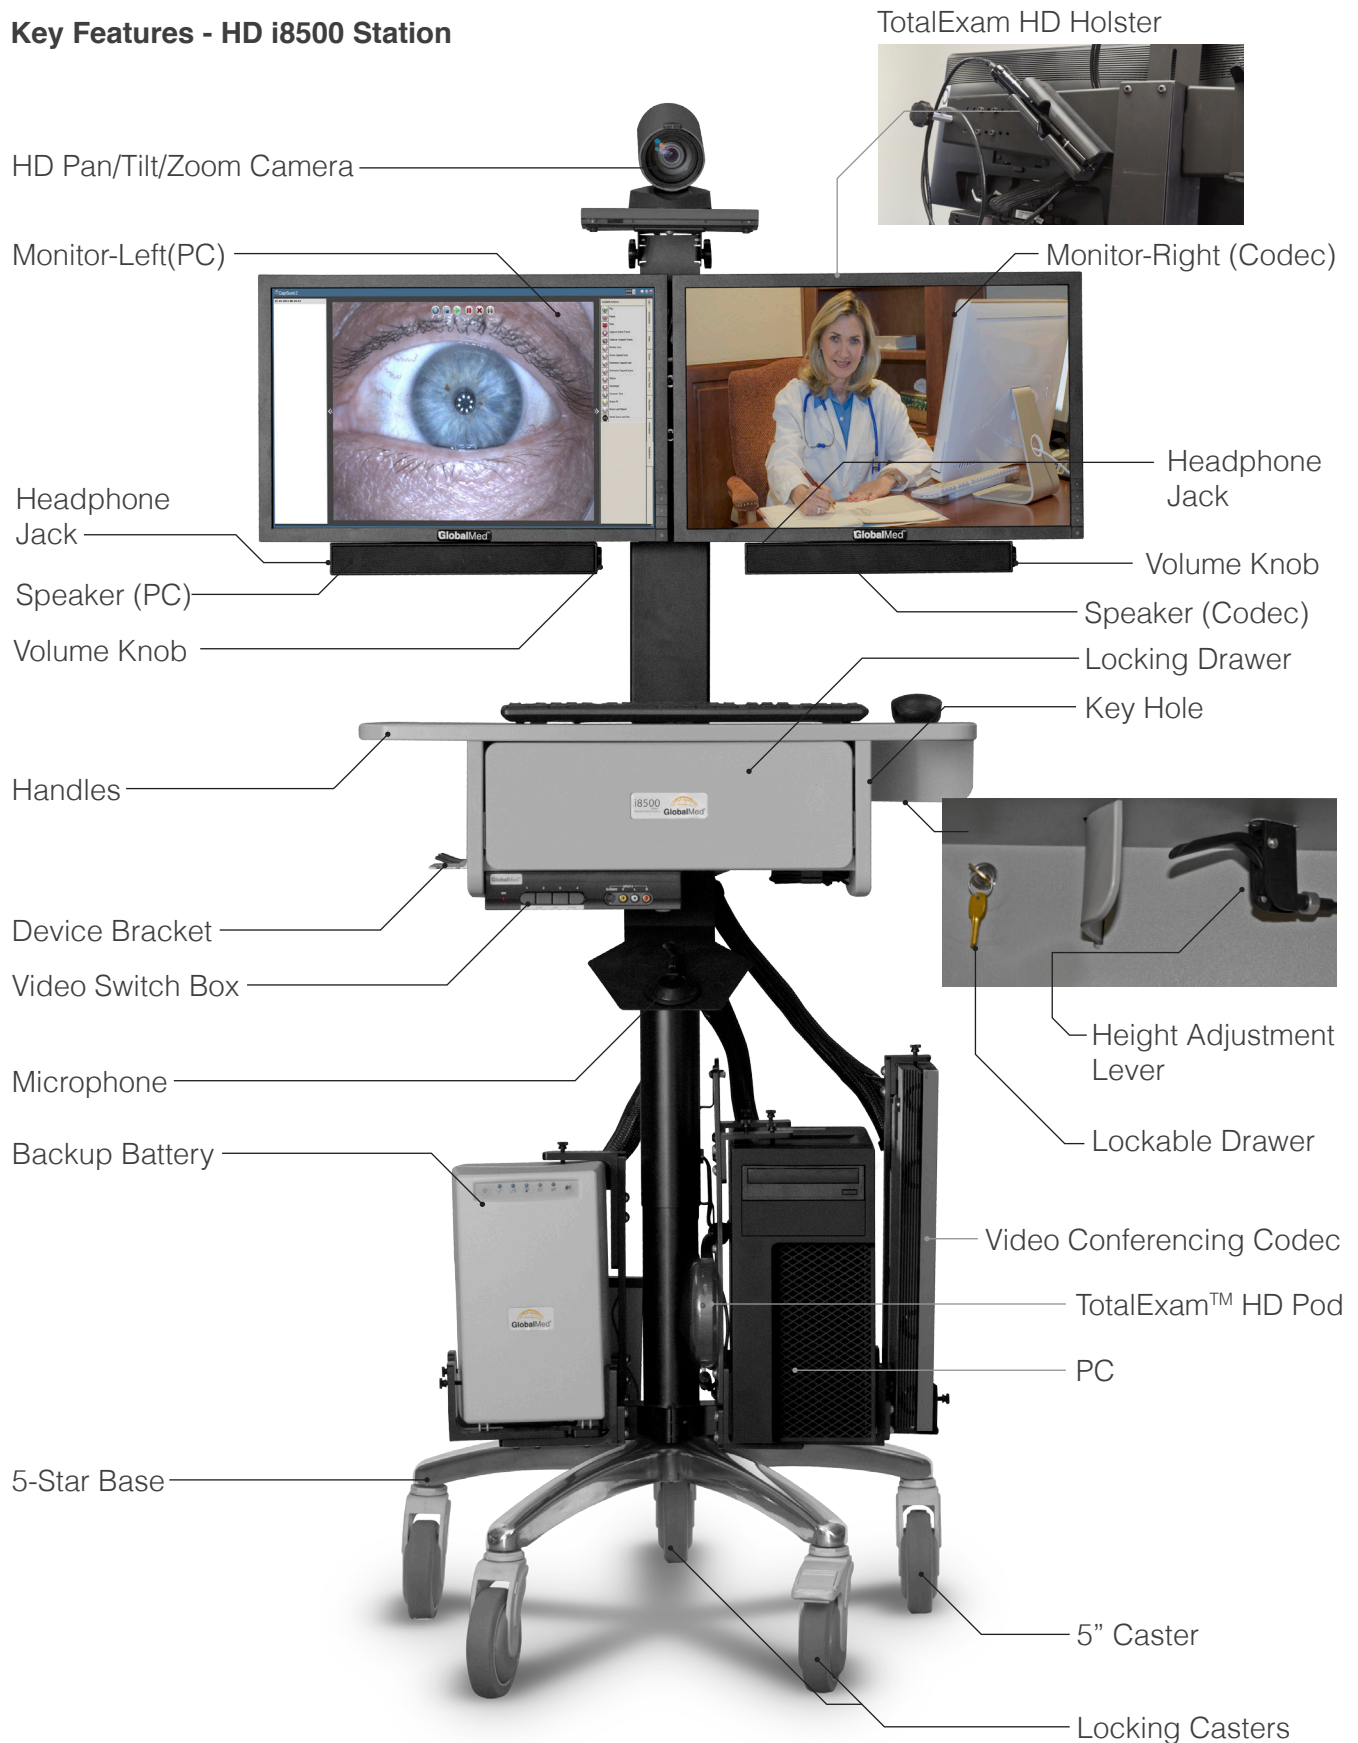 Key Features - HD i8500 Station
TotalExam HD Holster
HD Pan/Tilt/Zoom Camera
Monitor-Left(PC)
Monitor-Right (Codec)
Headphone
Jack
Headphone
Jack
GlobalMed
GlobalMed
Volume Knob
Speaker (PC)
Speaker (Codec)
Volume Knob
Locking Drawer
Key Hole
Handles
i8500
GlobalMed
GlobalMed
Device Bracket
Video Switch Box
Height Adjustment
Lever
Microphone
Lockable Drawer
Backup Battery
Video Conferencing Codec
TotalExam™ HD Pod
GlobalMed
PC
5-Star Base
5” Caster
Locking Casters